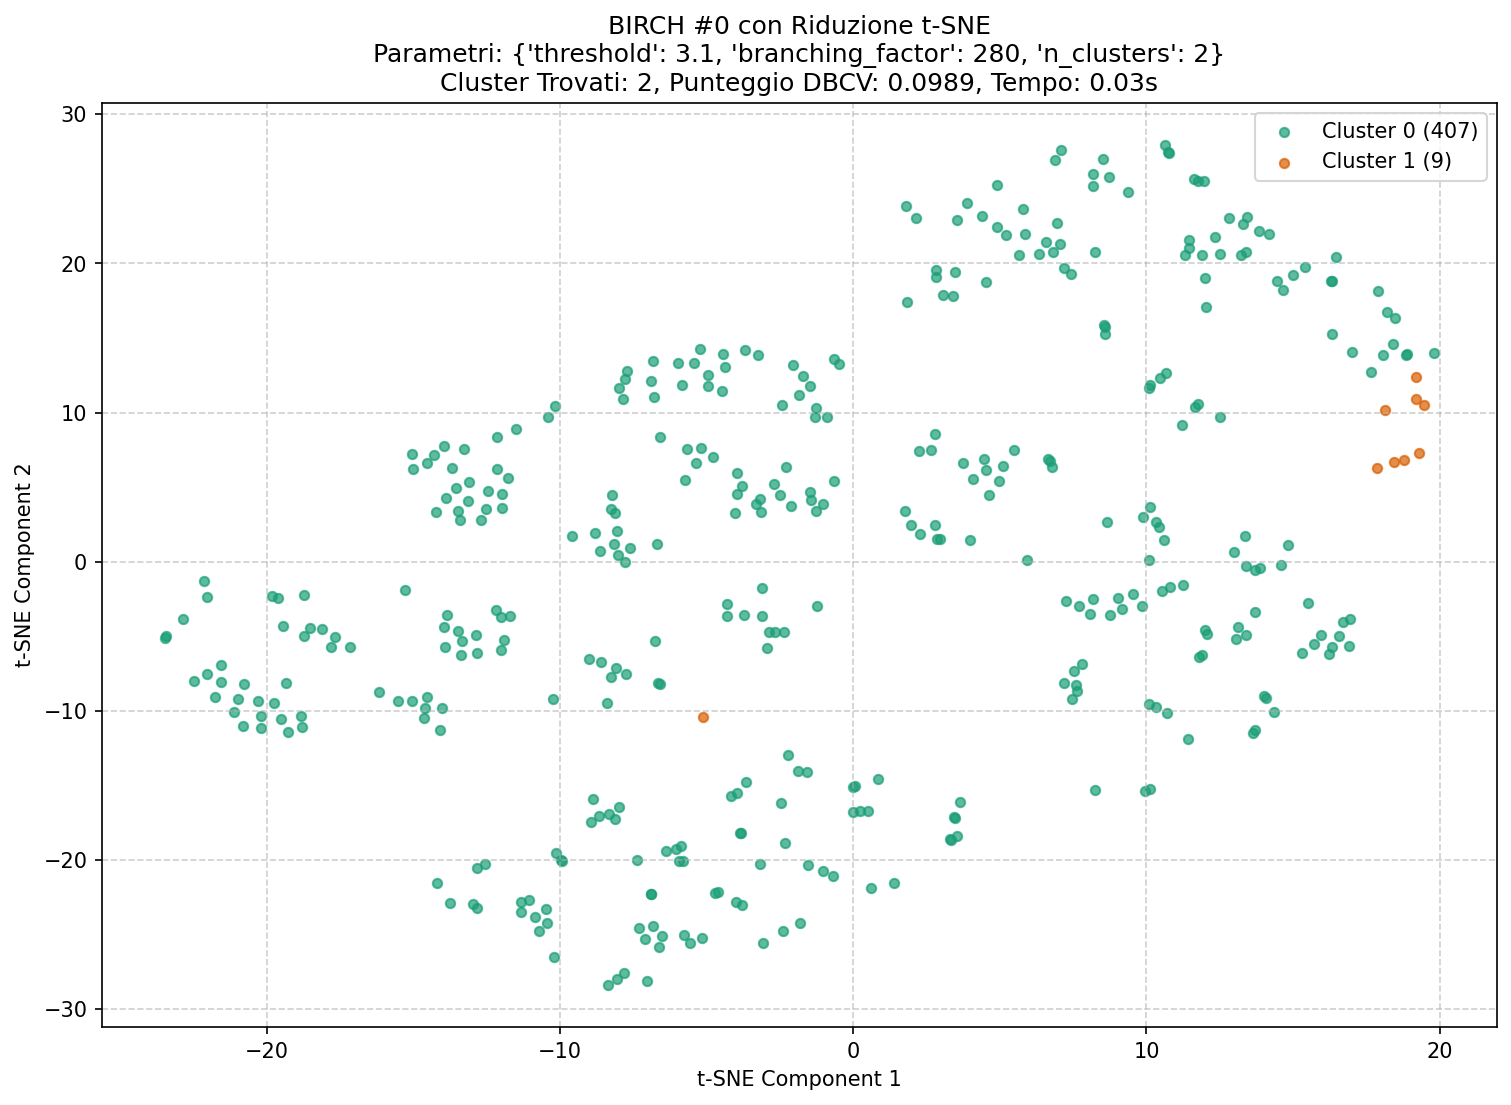 BIRCH #0 con Riduzione t-SNE
Parametri: {'threshold': 3.1, 'branching_factor': 280, 'n_clusters': 2}
Cluster Trovati: 2, Punteggio DBCV: 0.0989, Tempo: 0.03s
Cluster 0 (407)
Cluster 1 (9)
t-SNE Component 2
30
20
10
0
−10
−20
−30
−20
−10
0
10
20
t-SNE Component 1